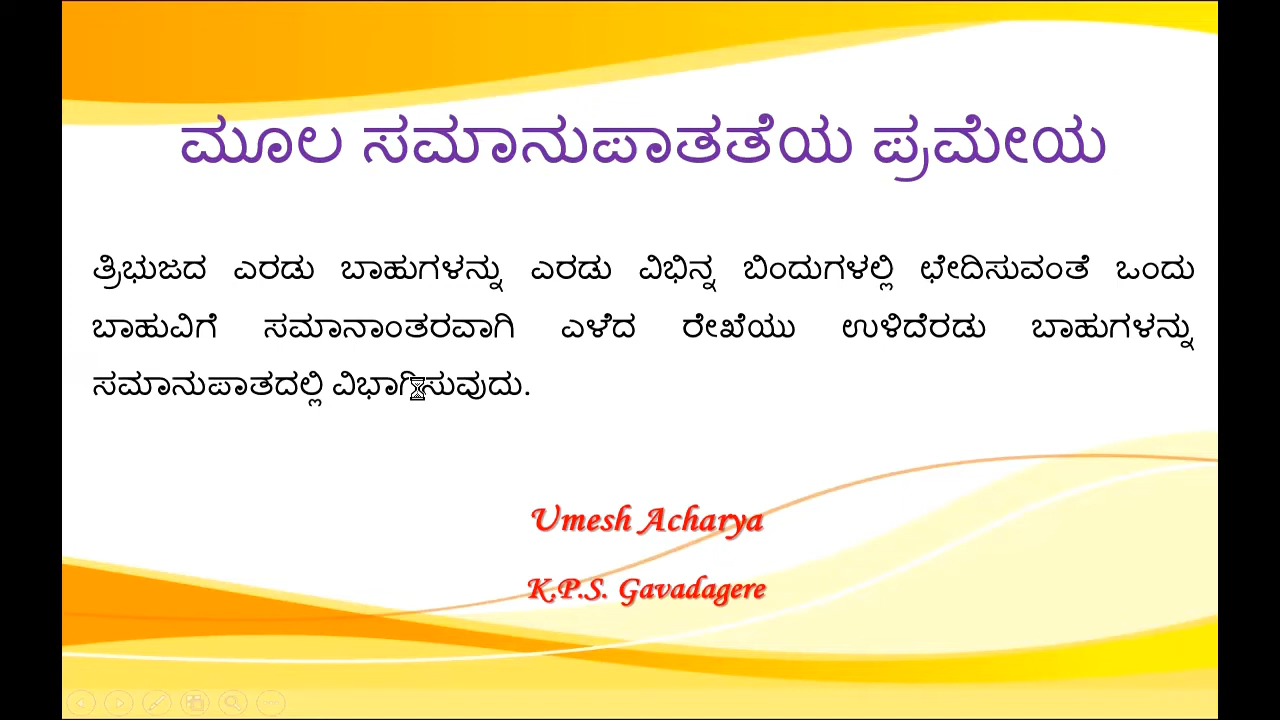 ಮೂಲ ಸಮಾನುಪಾತತೆಯ ಪ್ರಮೇಯ
ತ್ರಿಭುಜದ ಎರಡು ಬಾಹುಗಳನ್ನು ಎರಡು ವಿಭಿನ್ನ ಬಿಂದುಗಳಲ್ಲಿ ಛೇದಿಸುವಂತೆ ಒಂದು
ಬಾಹುವಿಗೆ ಸಮಾನಾಂತರವಾಗಿ ಎಳೆದ ರೇಖೆಯು ಉಳಿದೆರಡು ಬಾಹುಗಳನ್ನು
ಸಮಾನುಪಾತದಲ್ಲಿ ವಿಭಾಗಿಸುವುದು.
Umesh Acharya
K.P.S. Gavadagere